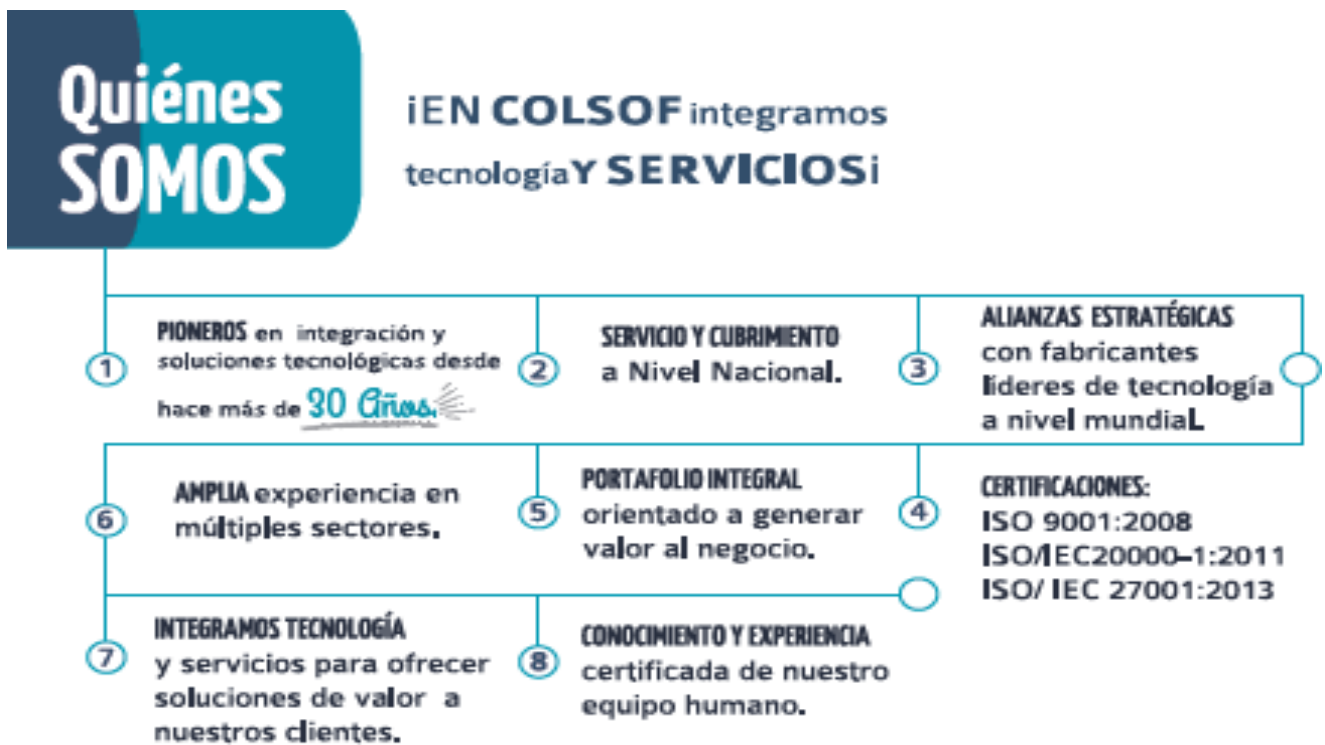 Quiénes
SOMOS
¡EN COLSOF integramos
tecnologíaY SERVICIOS¡
1
PIONEROS en integración y
soluciones tecnológicas desde
hace más de 30 Años.
2
SERVICIO Y CUBRIMIENTO
a Nivel Nacional.
3
ALIANZAS ESTRATÉGICAS
con fabricantes
líderes de tecnología
a nivel mundial.
4
CERTIFICACIONES:
ISO 9001:2008
ISO/IEC20000–1:2011
ISO/ IEC 27001:2013
5
PORTAFOLIO INTEGRAL
orientado a generar
valor al negocio.
6
AMPLIA experiencia en
múltiples sectores.
7
INTEGRAMOS TECNOLOGÍA
y servicios para ofrecer
soluciones de valor a
nuestros clientes.
8
CONOCIMIENTO Y EXPERIENCIA
certificada de nuestro
equipo humano.